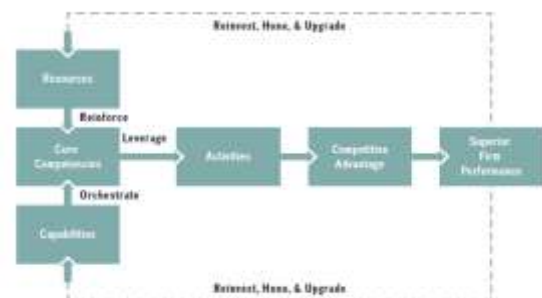 Reinvest, Hone, & Upgrade
Resources
Reinforce
Core
Competencies
Leverage
Activities
Competitive
Advantage
Superior
Firm
Performance
Orchestrate
Capabilities
Reinvest, Hone, & Upgrade